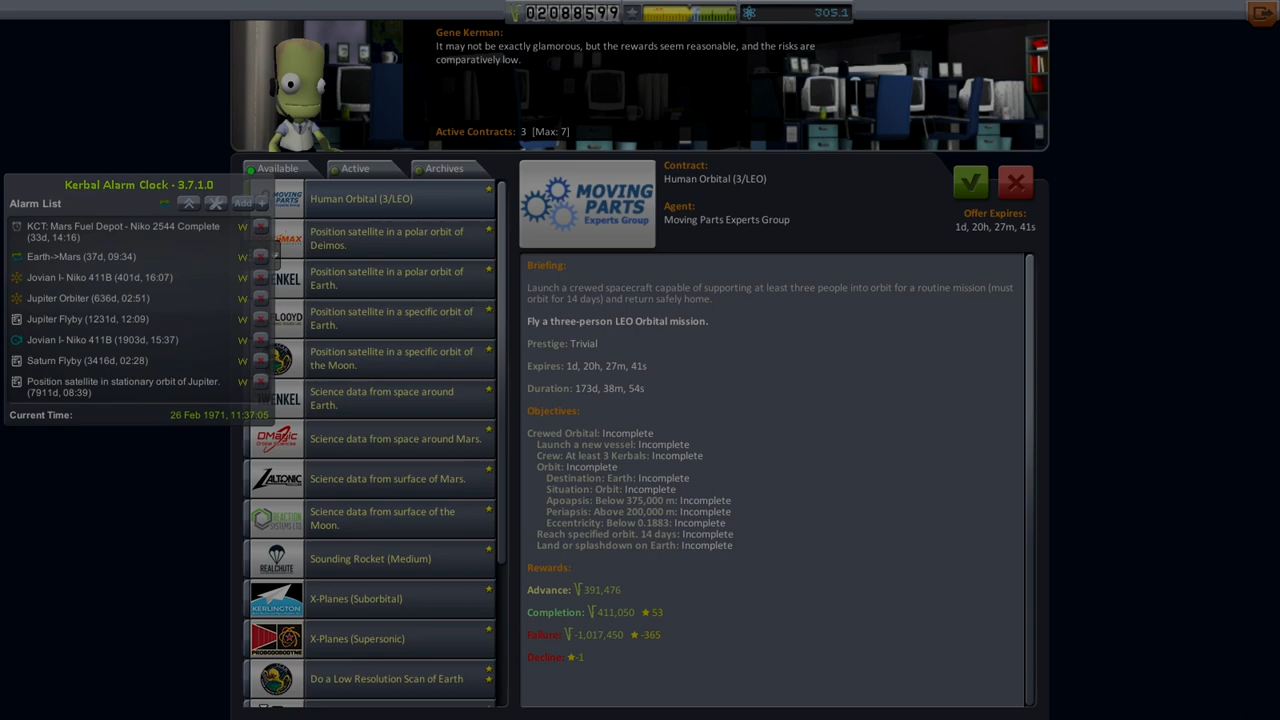 02088599
305.1
Gene Kerman:
It may not be exactly glamorous, but the rewards seem reasonable, and the risks are
comparatively low.
Active Contracts: 3 [Max: 7]
Available
Active
Archives
Kerbal Alarm Clock - 3.7.1.0
Alarm List
Add
+
KCT: Mars Fuel Depot - Niko 2544 Complete
(33d, 14:16)
W
Earth->Mars (37d, 09:34)
W
Jovian I- Niko 411B (401d, 16:07)
W
Jupiter Orbiter (636d, 02:51)
W
Jupiter Flyby (1231d, 12:09)
W
Jovian I- Niko 411B (1903d, 15:37)
W
Saturn Flyby (3416d, 02:28)
W
Position satellite in stationary orbit of Jupiter.
(7911d, 08:39)
W
Current Time:
26 Feb 1971, 11:37:05
MOVING
PARTS
Human Orbital (3/LEO)
Position satellite in a polar orbit of
Deimos.
Position satellite in a polar orbit of
Earth.
Position satellite in a specific orbit of
Earth.
Position satellite in a specific orbit of
the Moon.
Science data from space around
Earth.
DMagic
Science data from space around Mars.
ZALTONIC
Science data from surface of Mars.
REACTION
SYSTEMS LTD
Science data from surface of the
Moon.
REALCHUTE
Sounding Rocket (Medium)
KERLINGTON
X-Planes (Suborbital)
PROBODOBODYNE
X-Planes (Supersonic)
Do a Low Resolution Scan of Earth
MOVING
PARTS
Experts Group
Contract:
Human Orbital (3/LEO)
Agent:
Moving Parts Experts Group
Offer Expires:
1d, 20h, 27m, 41s
Briefing:
Launch a crewed spacecraft capable of supporting at least three people into orbit for a routine mission (must
orbit for 14 days) and return safely home.
Fly a three-person LEO Orbital mission.
Prestige: Trivial
Expires: 1d, 20h, 27m, 41s
Duration: 173d, 38m, 54s
Objectives:
Crewed Orbital: Incomplete
Launch a new vessel: Incomplete
Crew: At least 3 Kerbals: Incomplete
Orbit: Incomplete
Destination: Earth: Incomplete
Situation: Orbit: Incomplete
Apoapsis: Below 375,000 m: Incomplete
Periapsis: Above 200,000 m: Incomplete
Eccentricity: Below 0.1883: Incomplete
Reach specified orbit. 14 days: Incomplete
Land or splashdown on Earth: Incomplete
Rewards:
Advance: 391,476
Completion: 411,050 53
Failure: -1,017,450 -365
Decline: -1